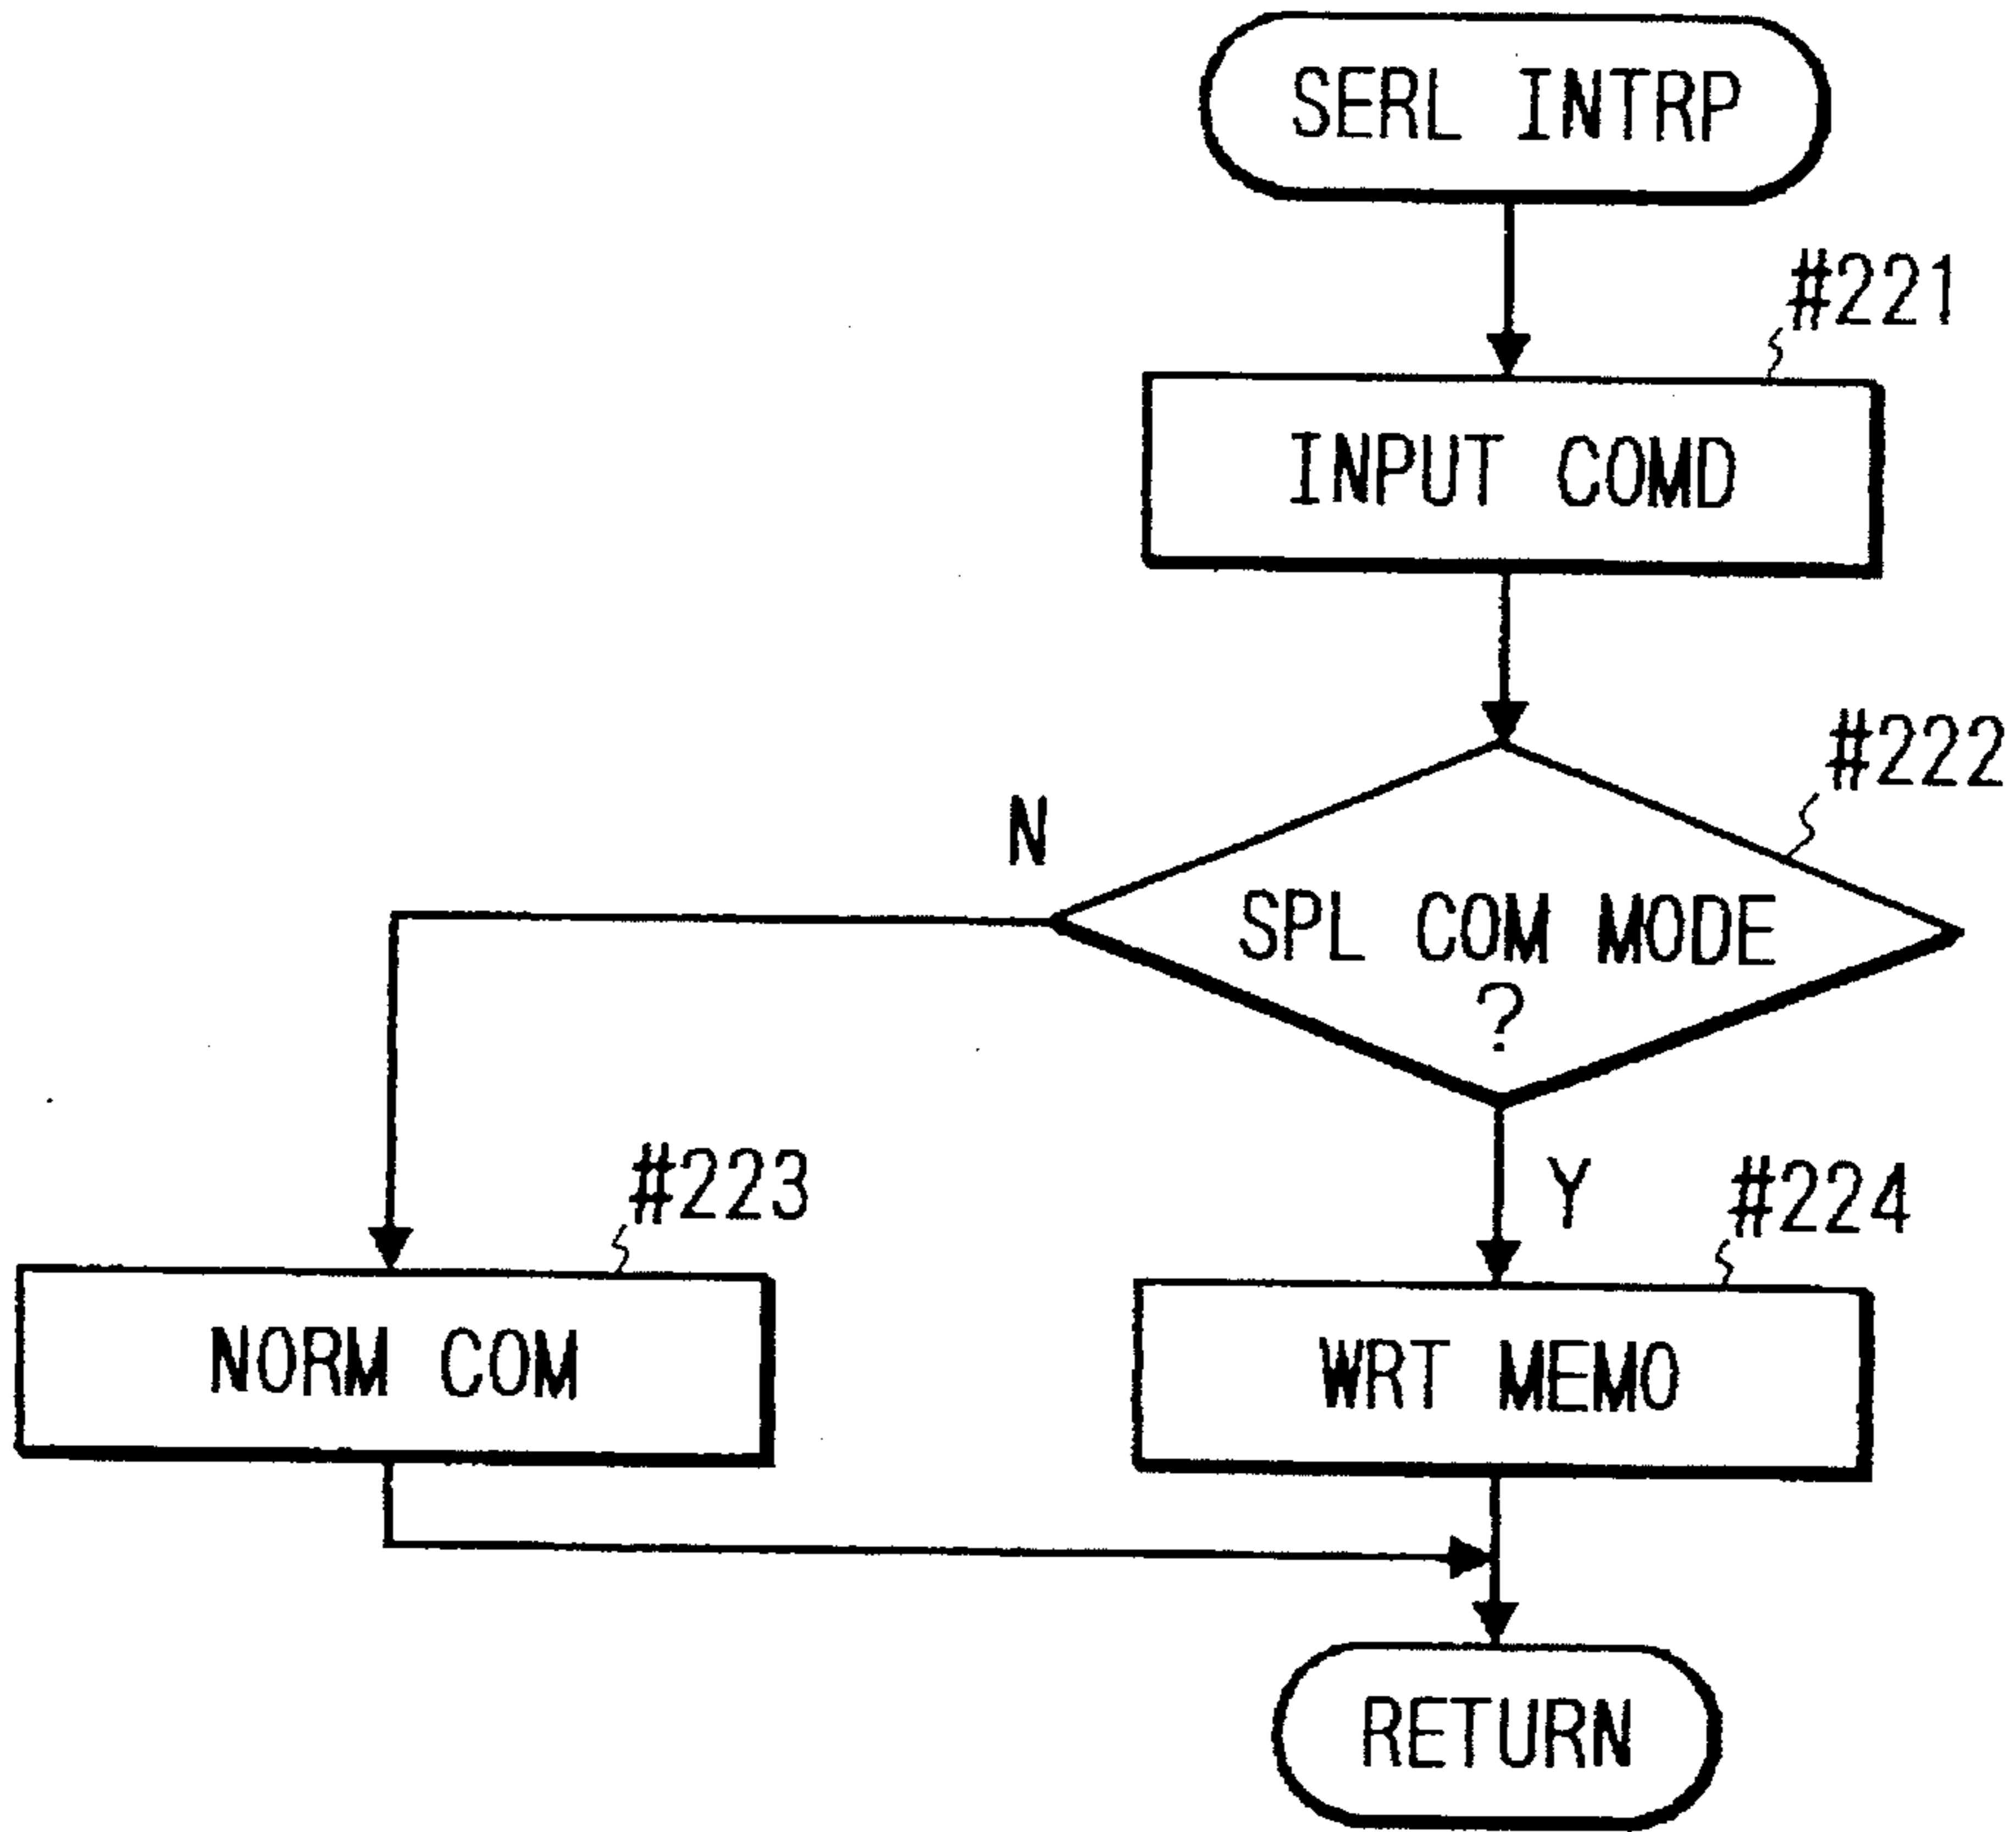 SERL INTRP
#221
INPUT COMD
#222
N
SPL COM MODE
?
Y
#223
#224
NORM COM
WRT MEMO
RETURN